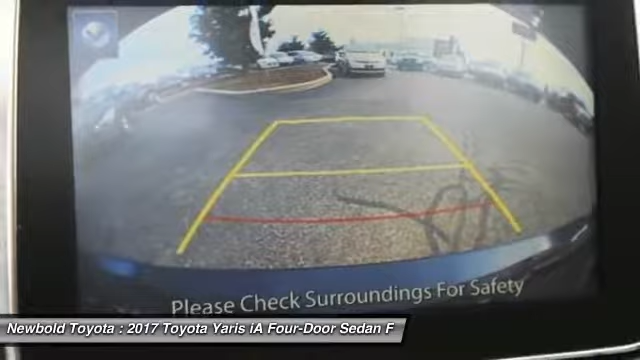 Please Check Surroundings For Safety
Newbold Toyota : 2017 Toyota Yaris iA Four-Door Sedan F